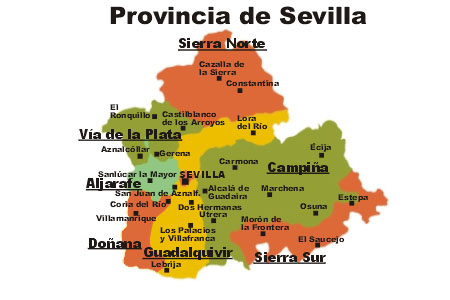 Provincia de Sevilla
Sierra Norte
Cazalla de
la Sierra
Constantina
El
Ronquillo
Castilblanco
de los Arroyos
Lora
del Río
Vía de la Plata
Aznalcóllar
Gerena
Écija
Carmona
Campiña
Sanlúcar la Mayor
SEVILLA
Aljarafe
San Juan de Aznalf.
Alcalá de
Guadaira
Marchena
Coria del Río
Dos Hermanas
Estepa
Villamanrique
Utrera
Osuna
Morón de
la Frontera
Los Palacios
y Villafranca
El Saucejo
Doñana
Guadalquivir
Sierra Sur
Lebrija